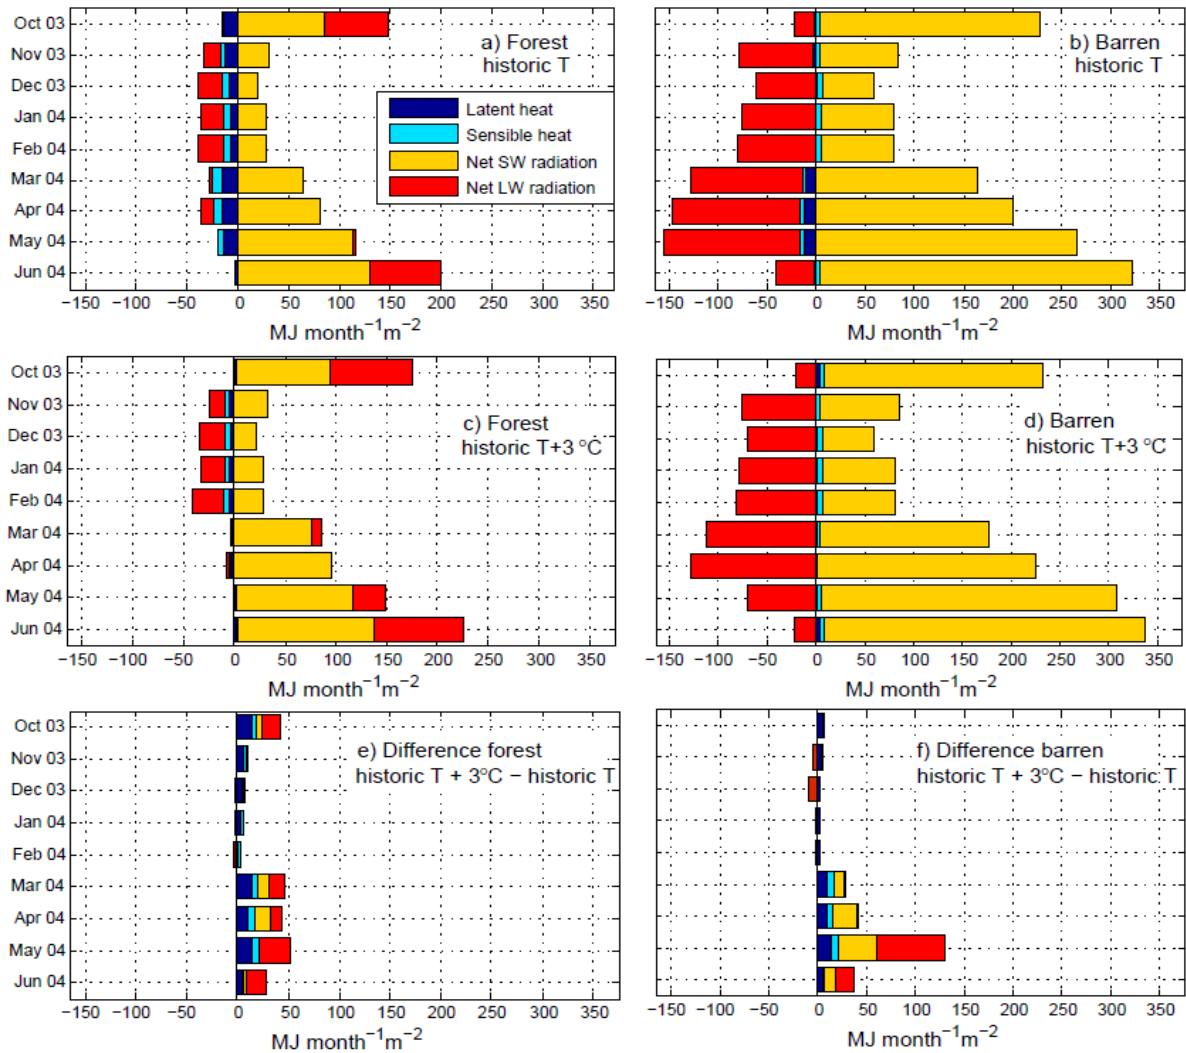 Oct 03
Nov 03
Dec 03
Jan 04
Feb 04
Mar 04
Apr 04
May 04
Jun 04
a) Forest
historic T
Latent heat
Sensible heat
Net SW radiation
Net LW radiation
−150 −100 −50 0 50 100 150 200 250 300 350
MJ month⁻¹m⁻²
b) Barren
historic T
−150 −100 −50 0 50 100 150 200 250 300 350
MJ month⁻¹m⁻²
Oct 03
Nov 03
Dec 03
Jan 04
Feb 04
Mar 04
Apr 04
May 04
Jun 04
c) Forest
historic T+3 °C
−150 −100 −50 0 50 100 150 200 250 300 350
MJ month⁻¹m⁻²
d) Barren
historic T+3 °C
−150 −100 −50 0 50 100 150 200 250 300 350
MJ month⁻¹m⁻²
Oct 03
Nov 03
Dec 03
Jan 04
Feb 04
Mar 04
Apr 04
May 04
Jun 04
e) Difference forest
historic T + 3°C − historic T
−150 −100 −50 0 50 100 150 200 250 300 350
MJ month⁻¹m⁻²
f) Difference barren
historic T + 3°C − historic T
−150 −100 −50 0 50 100 150 200 250 300 350
MJ month⁻¹m⁻²